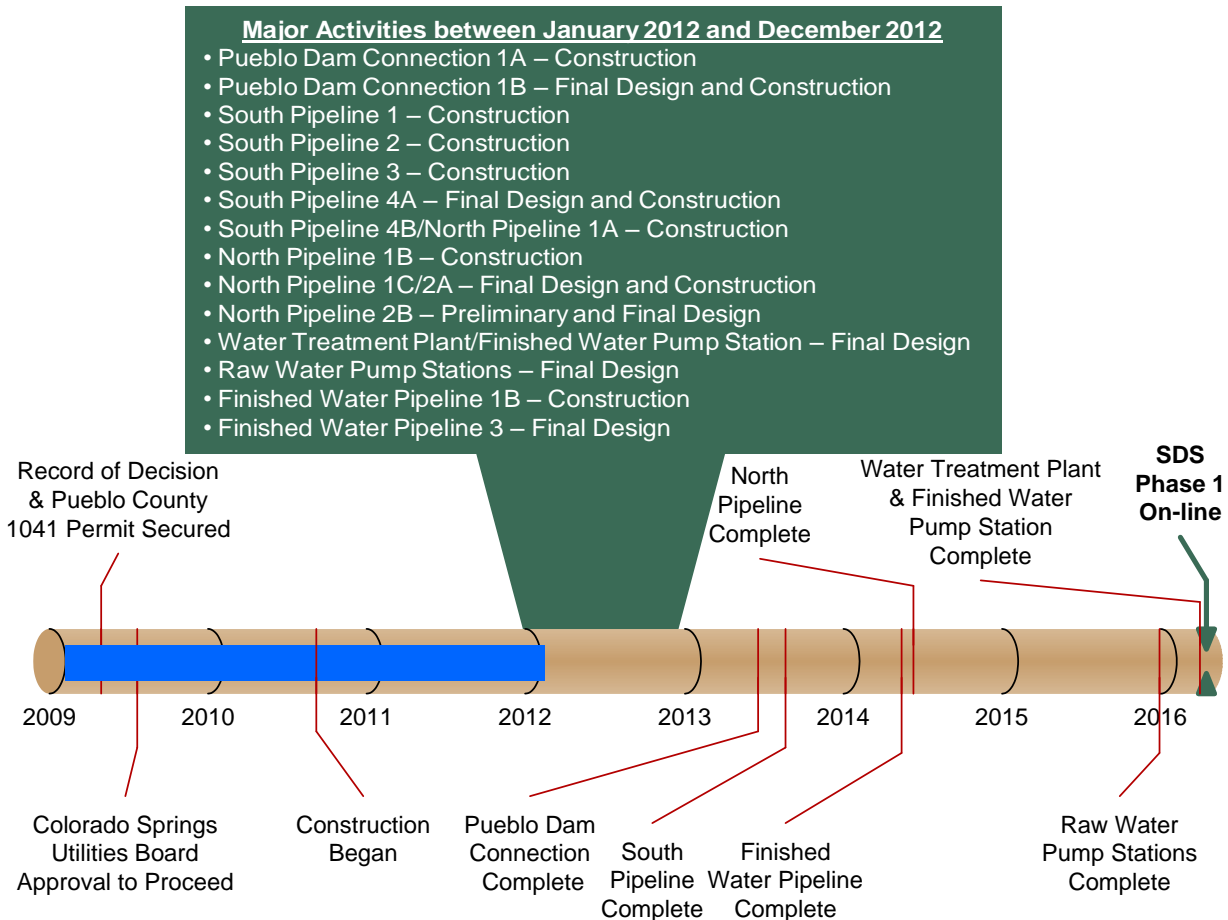 Major Activities between January 2012 and December 2012
• Pueblo Dam Connection 1A – Construction
• Pueblo Dam Connection 1B – Final Design and Construction
• South Pipeline 1 – Construction
• South Pipeline 2 – Construction
• South Pipeline 3 – Construction
• South Pipeline 4A – Final Design and Construction
• South Pipeline 4B/North Pipeline 1A – Construction
• North Pipeline 1B – Construction
• North Pipeline 1C/2A – Final Design and Construction
• North Pipeline 2B – Preliminary and Final Design
• Water Treatment Plant/Finished Water Pump Station – Final Design
• Raw Water Pump Stations – Final Design
• Finished Water Pipeline 1B – Construction
• Finished Water Pipeline 3 – Final Design
Record of Decision
& Pueblo County
1041 Permit Secured
North
Pipeline
Complete
Water Treatment Plant
& Finished Water
Pump Station
Complete
SDS
Phase 1
On-line
2009
2010
2011
2012
2013
2014
2015
2016
Colorado Springs
Utilities Board
Approval to Proceed
Construction
Began
Pueblo Dam
Connection
Complete
South
Pipeline
Complete
Finished
Water Pipeline
Complete
Raw Water
Pump Stations
Complete